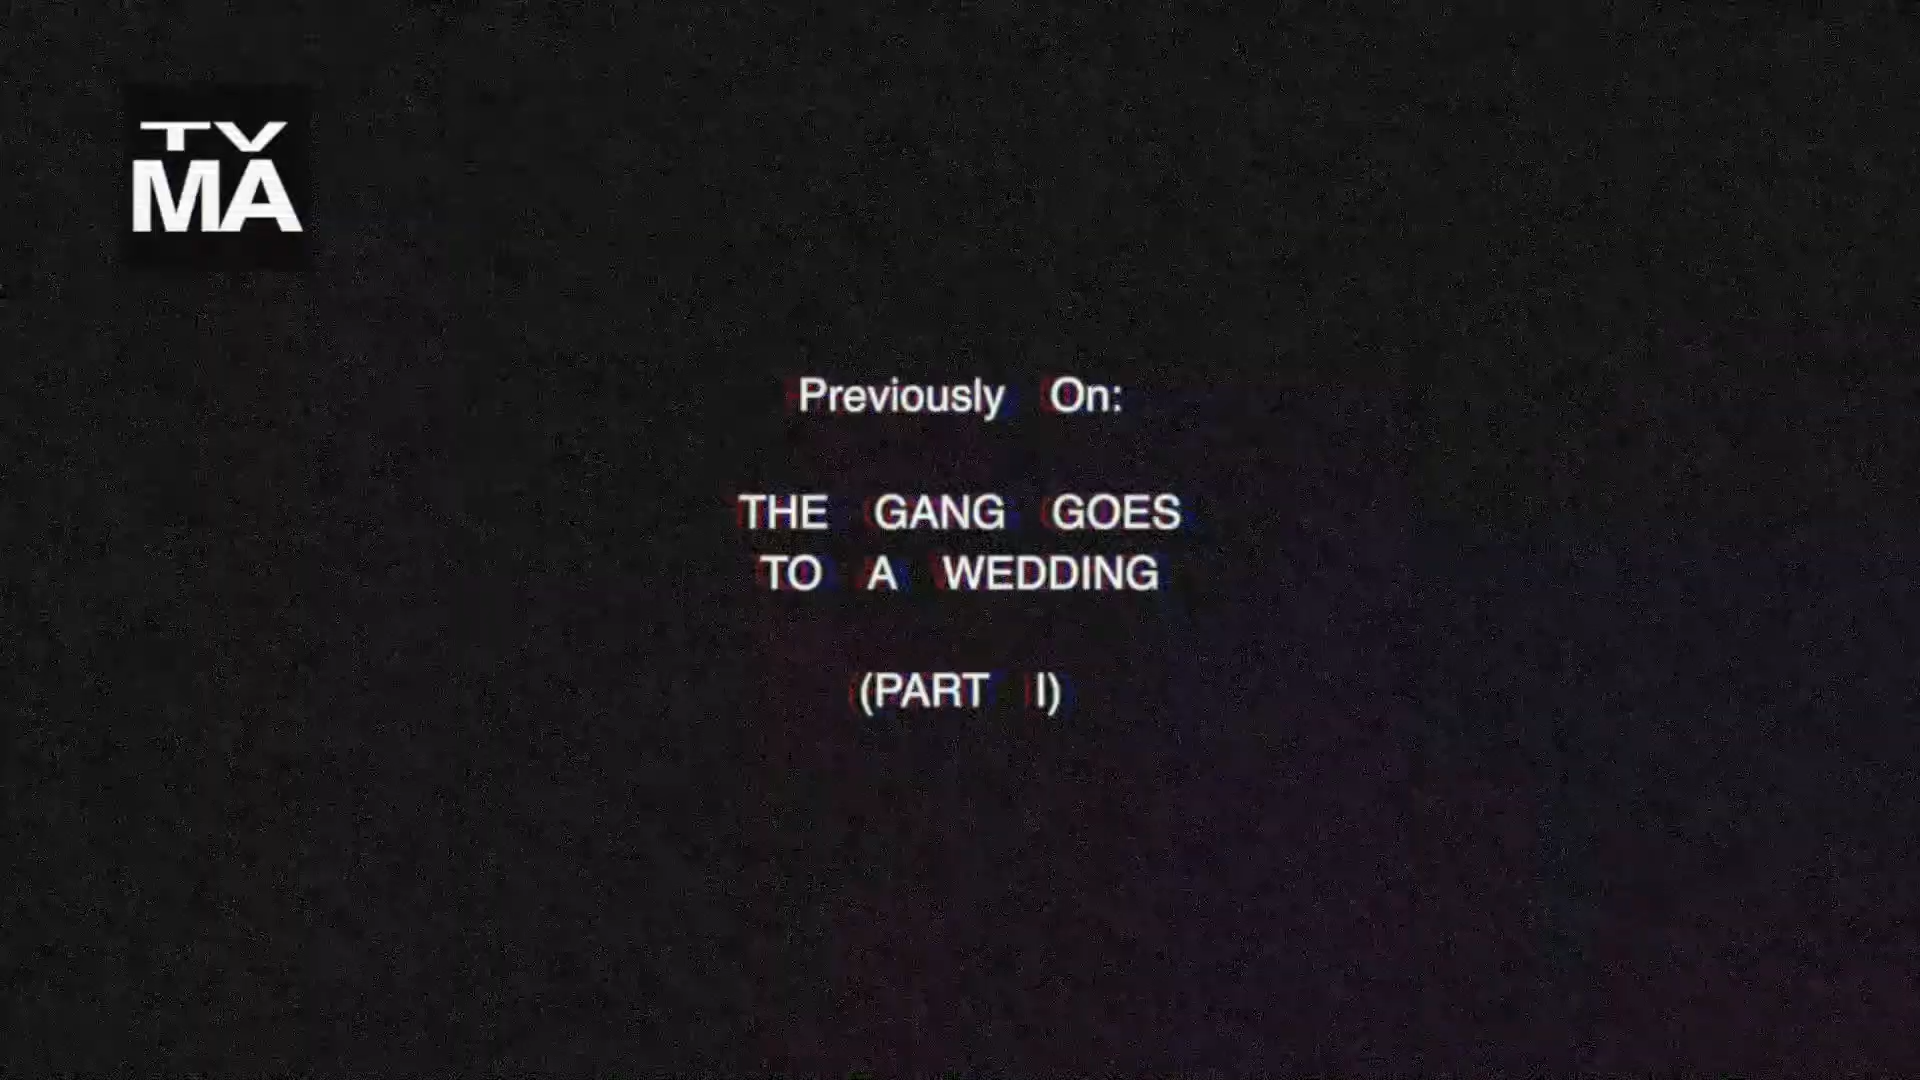 TV
MA
Previously On:
THE GANG GOES
TO A WEDDING
(PART I)